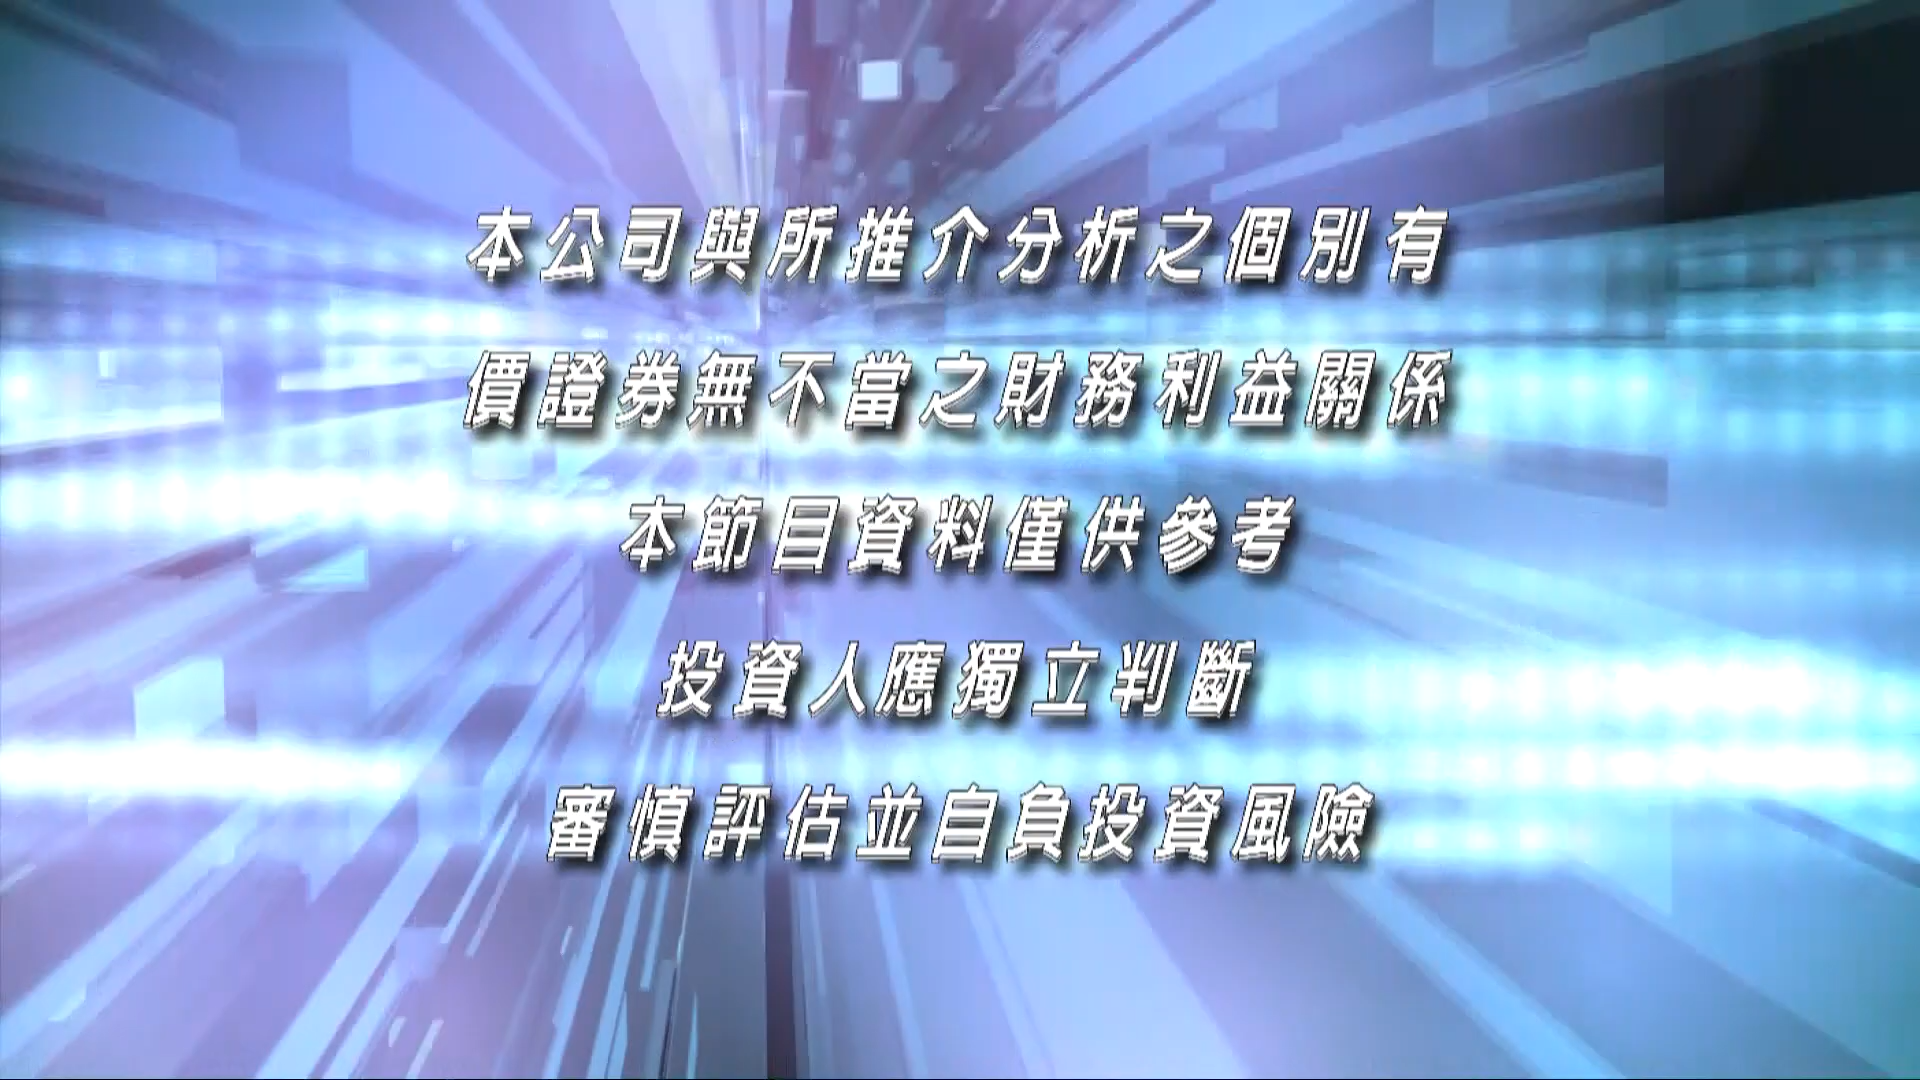 本公司與所推介分析之個別有
價證券無不當之財務利益關係
本節目資料僅供參考
投資人應獨立判斷
審慎評估並自負投資風險